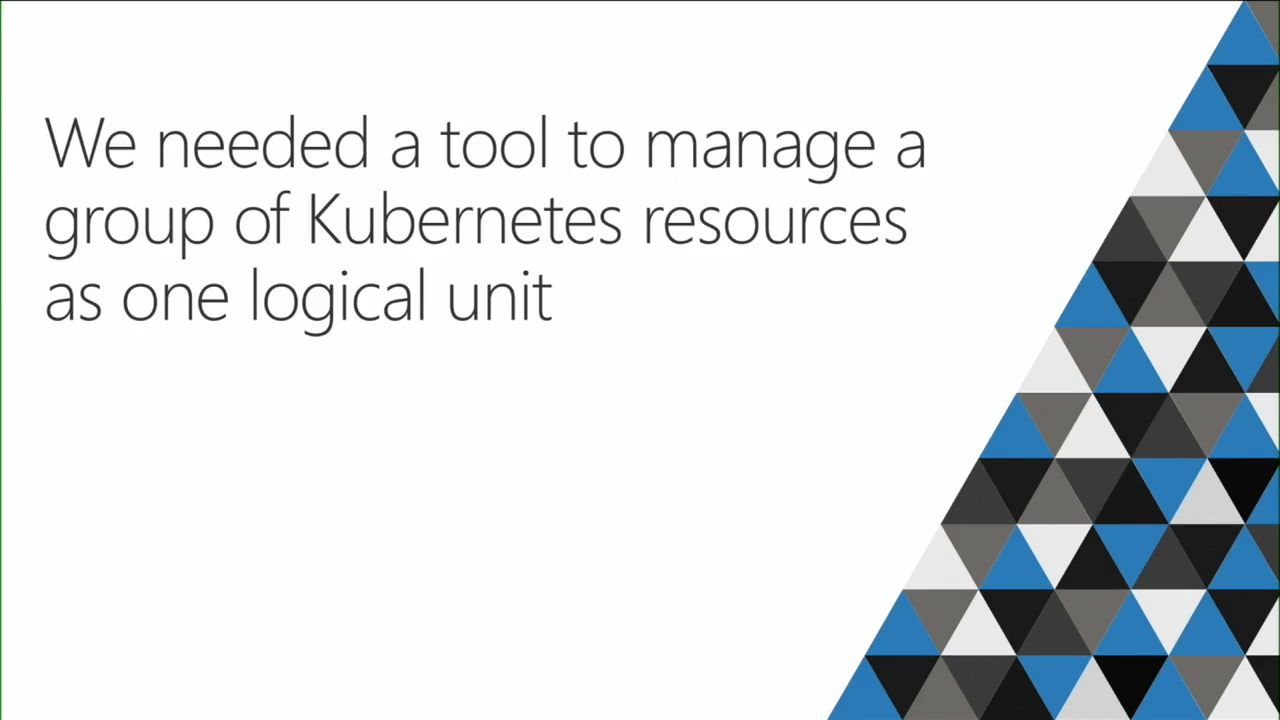 We needed a tool to manage a
group of Kubernetes resources
as one logical unit